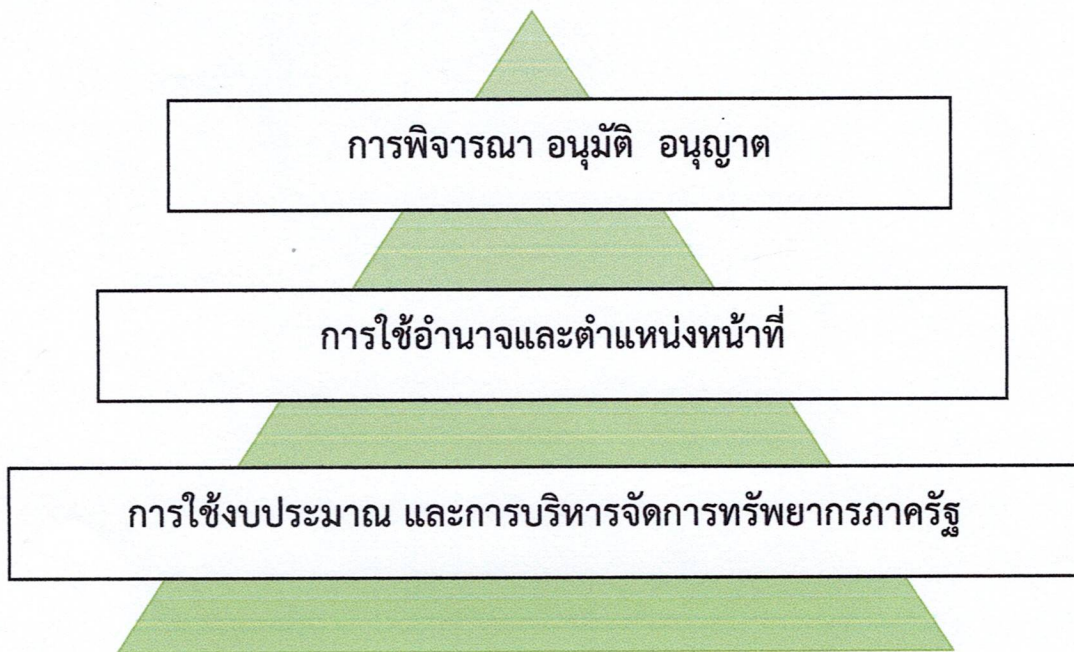 การพิจารณา อนุมัติ อนุญาต
การใช้อำนาจและตำแหน่งหน้าที่
การใช้งบประมาณ และการบริหารจัดการทรัพยากรภาครัฐ